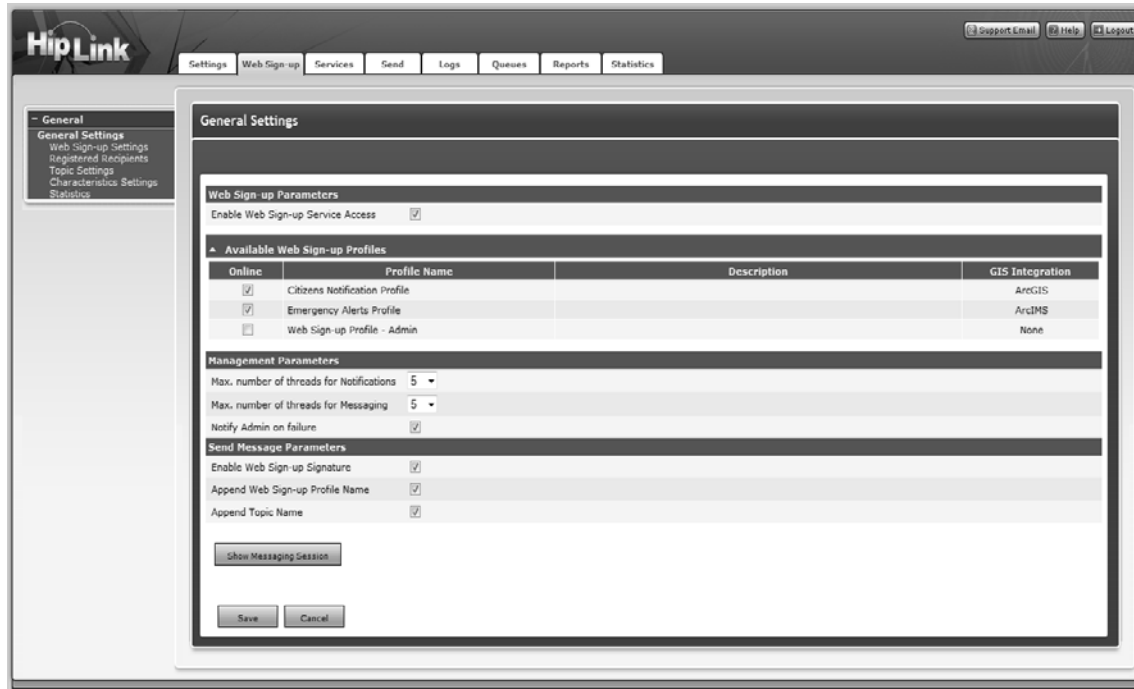 HipLink
Support Email Help Logout
Settings Web Sign-up Services Send Logs Queues Reports Statistics
− General
General Settings
Web Sign-up Settings
Registered Recipients
Topic Settings
Characteristics Settings
Statistics
General Settings
Web Sign-up Parameters
Enable Web Sign-up Service Access
Available Web Sign-up Profiles
Online Profile Name Description GIS Integration
Citizens Notification Profile ArcGIS
Emergency Alerts Profile ArcIMS
Web Sign-up Profile - Admin None
Management Parameters
Max. number of threads for Notifications 5
Max. number of threads for Messaging 5
Notify Admin on failure
Send Message Parameters
Enable Web Sign-up Signature
Append Web Sign-up Profile Name
Append Topic Name
Show Messaging Session
Save Cancel